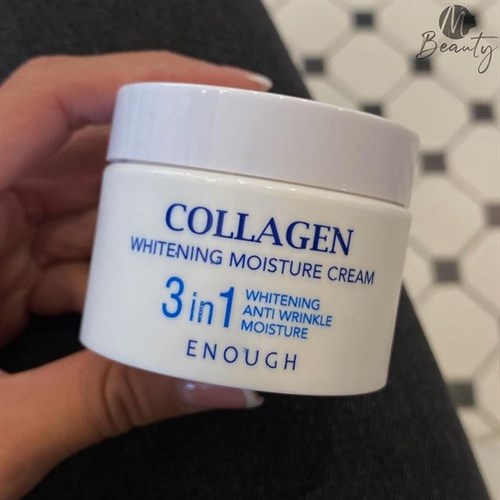 M
Beauty
COLLAGEN
WHITENING MOISTURE CREAM
3 in 1
WHITENING
ANTI WRINKLE
MOISTURE
ENOUGH